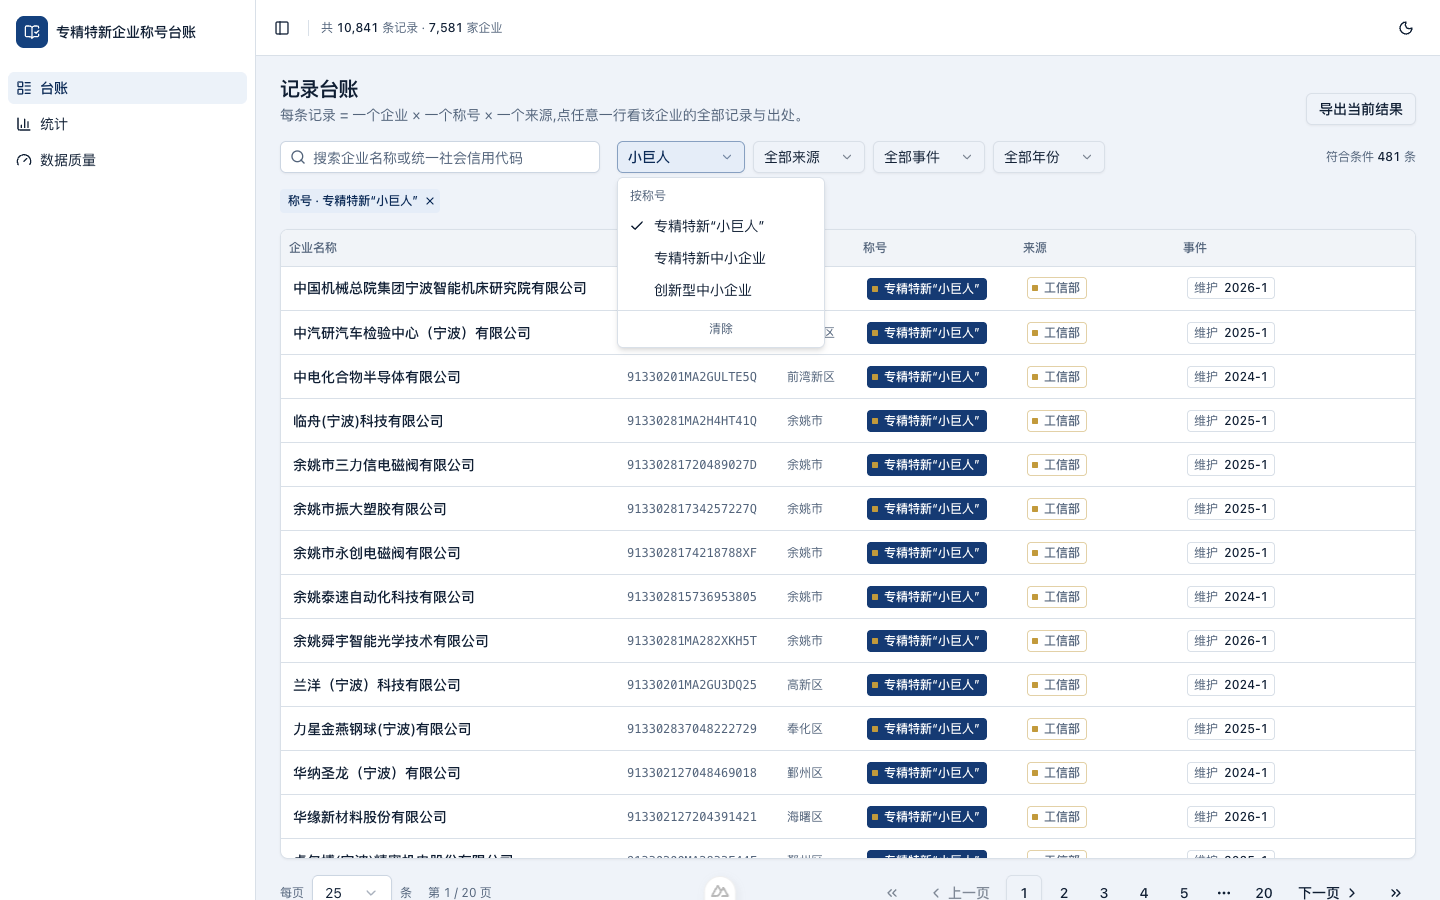 专精特新企业称号台账
台账
统计
数据质量
共 10,841 条记录 · 7,581 家企业
记录台账
每条记录 = 一个企业 × 一个称号 × 一个来源,点任意一行看该企业的全部记录与出处。
导出当前结果
搜索企业名称或统一社会信用代码
小巨人
全部来源
全部事件
全部年份
符合条件 481 条
称号 · 专精特新“小巨人” ×
按称号
专精特新“小巨人”
专精特新中小企业
创新型中小企业
清除
企业名称 称号 来源 事件
中国机械总院集团宁波智能机床研究院有限公司 专精特新“小巨人” 工信部 维护 2026-1
中汽研汽车检验中心（宁波）有限公司 区 专精特新“小巨人” 工信部 维护 2025-1
中电化合物半导体有限公司 91330201MA2GULTE5Q 前湾新区 专精特新“小巨人” 工信部 维护 2024-1
临舟(宁波)科技有限公司 91330281MA2H4HT41Q 余姚市 专精特新“小巨人” 工信部 维护 2025-1
余姚市三力信电磁阀有限公司 91330281720489027D 余姚市 专精特新“小巨人” 工信部 维护 2025-1
余姚市振大塑胶有限公司 91330281734257227Q 余姚市 专精特新“小巨人” 工信部 维护 2025-1
余姚市永创电磁阀有限公司 9133028174218788XF 余姚市 专精特新“小巨人” 工信部 维护 2025-1
余姚泰速自动化科技有限公司 913302815736953805 余姚市 专精特新“小巨人” 工信部 维护 2024-1
余姚舜宇智能光学技术有限公司 91330281MA282XKH5T 余姚市 专精特新“小巨人” 工信部 维护 2026-1
兰洋（宁波）科技有限公司 91330201MA2GU3DQ25 高新区 专精特新“小巨人” 工信部 维护 2024-1
力星金燕钢球(宁波)有限公司 913302837048222729 奉化区 专精特新“小巨人” 工信部 维护 2025-1
华纳圣龙（宁波）有限公司 913302127048469018 鄞州区 专精特新“小巨人” 工信部 维护 2024-1
华缘新材料股份有限公司 913302127204391421 海曙区 专精特新“小巨人” 工信部 维护 2026-1
每页 25 条 第 1 / 20 页
« ‹ 上一页 1 2 3 4 5 ··· 20 下一页 › »